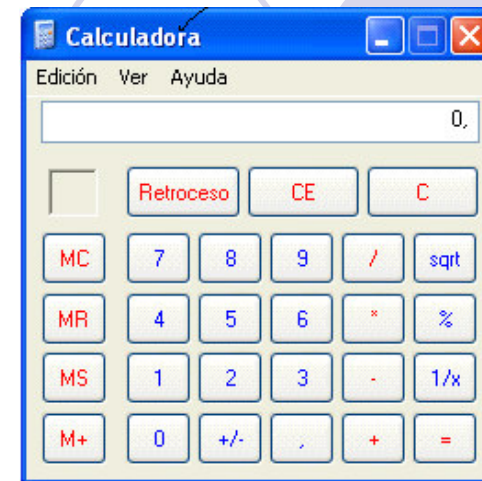 Calculadora
Edición Ver Ayuda
0,
Retroceso CE C
MC 7 8 9 / sqrt
MR 4 5 6 * %
MS 1 2 3 - 1/x
M+ 0 +/- , + =